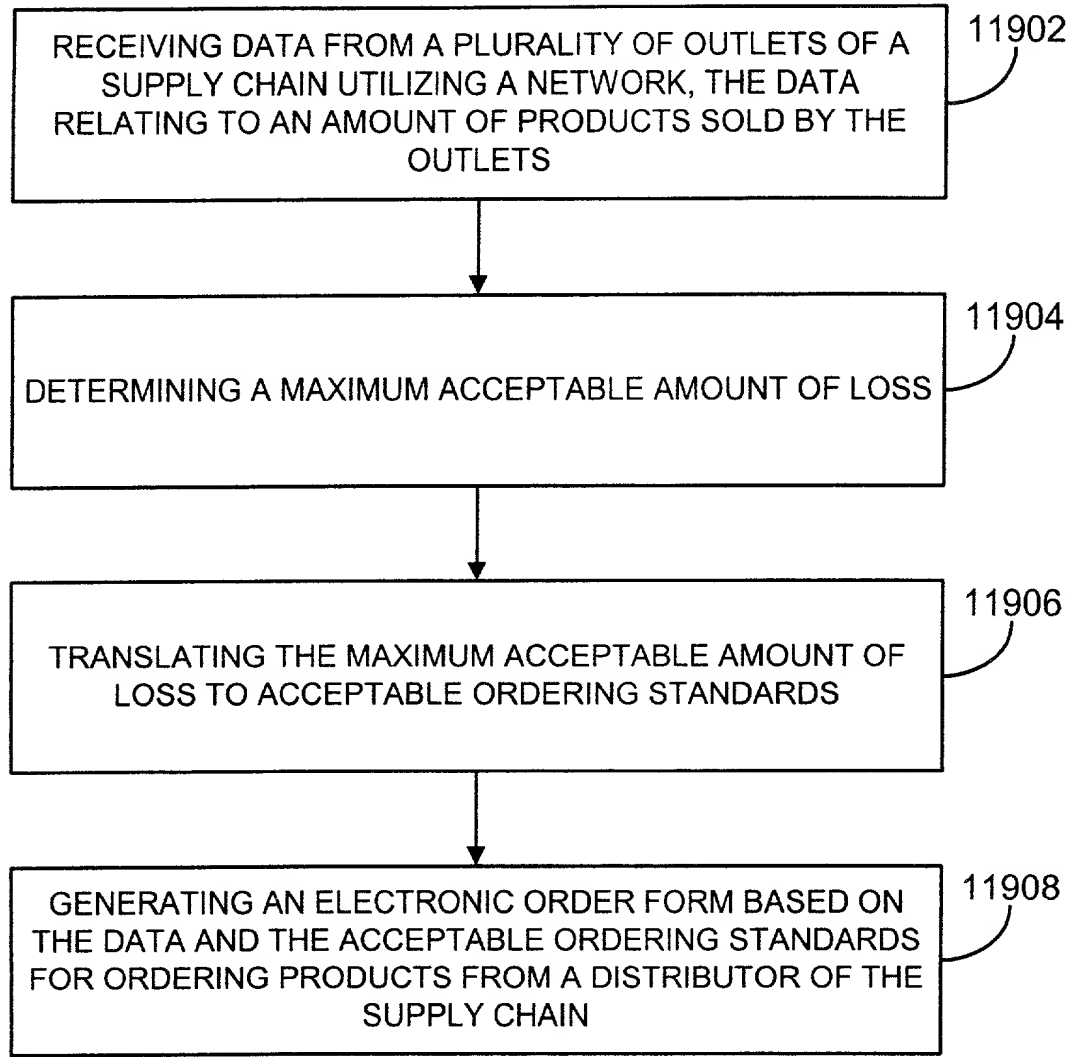 RECEIVING DATA FROM A PLURALITY OF OUTLETS OF A
SUPPLY CHAIN UTILIZING A NETWORK, THE DATA
RELATING TO AN AMOUNT OF PRODUCTS SOLD BY THE
OUTLETS
11902
DETERMINING A MAXIMUM ACCEPTABLE AMOUNT OF LOSS
11904
TRANSLATING THE MAXIMUM ACCEPTABLE AMOUNT OF
LOSS TO ACCEPTABLE ORDERING STANDARDS
11906
GENERATING AN ELECTRONIC ORDER FORM BASED ON
THE DATA AND THE ACCEPTABLE ORDERING STANDARDS
FOR ORDERING PRODUCTS FROM A DISTRIBUTOR OF THE
SUPPLY CHAIN
11908